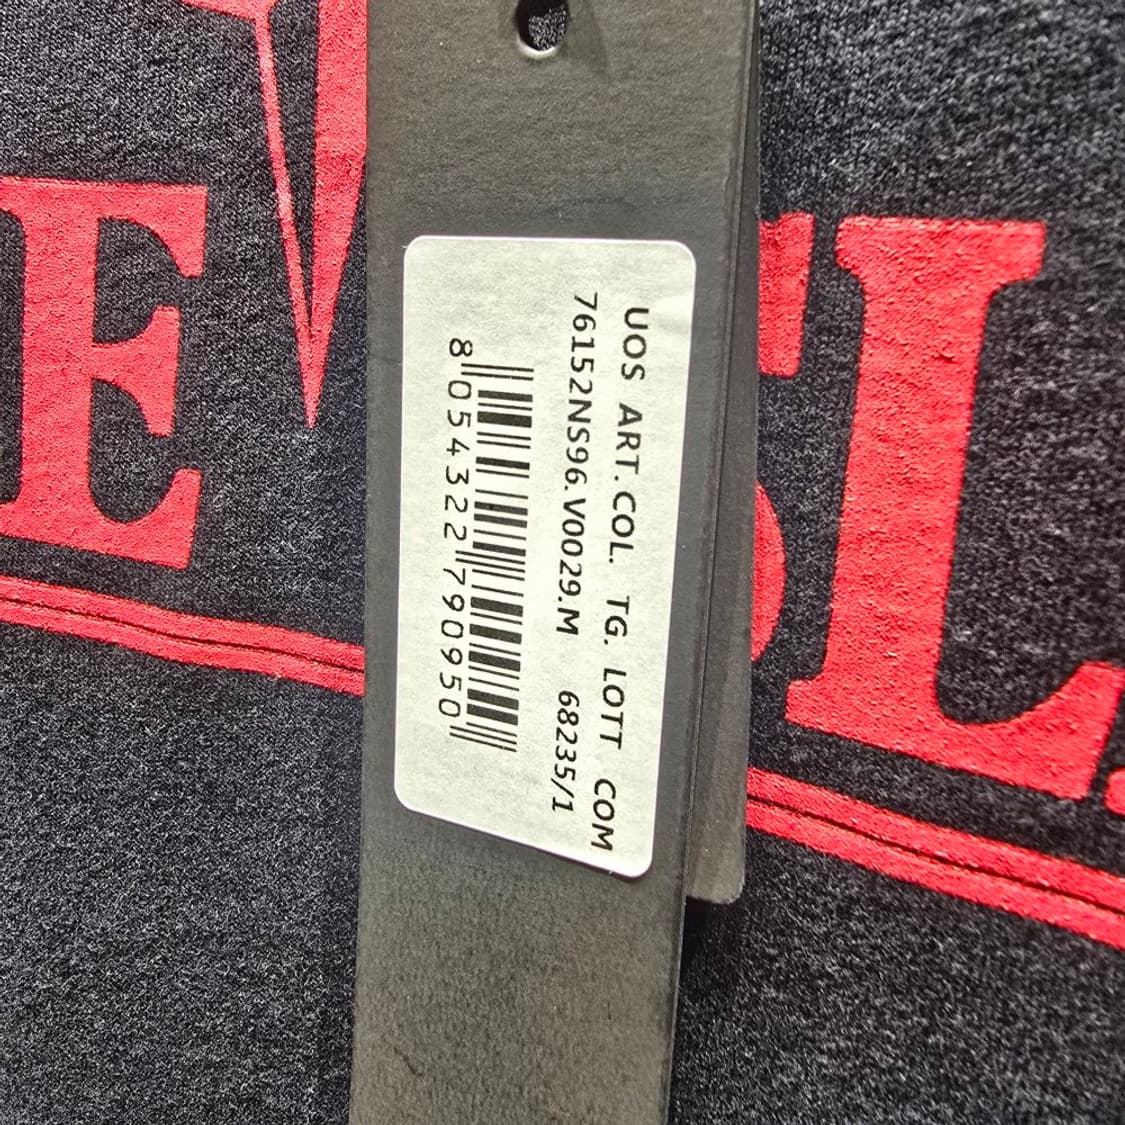 UOS ART.COL. TG. LOTT COM
76152NS96.V0029.M 68235/1
8 054322 790950
E
L